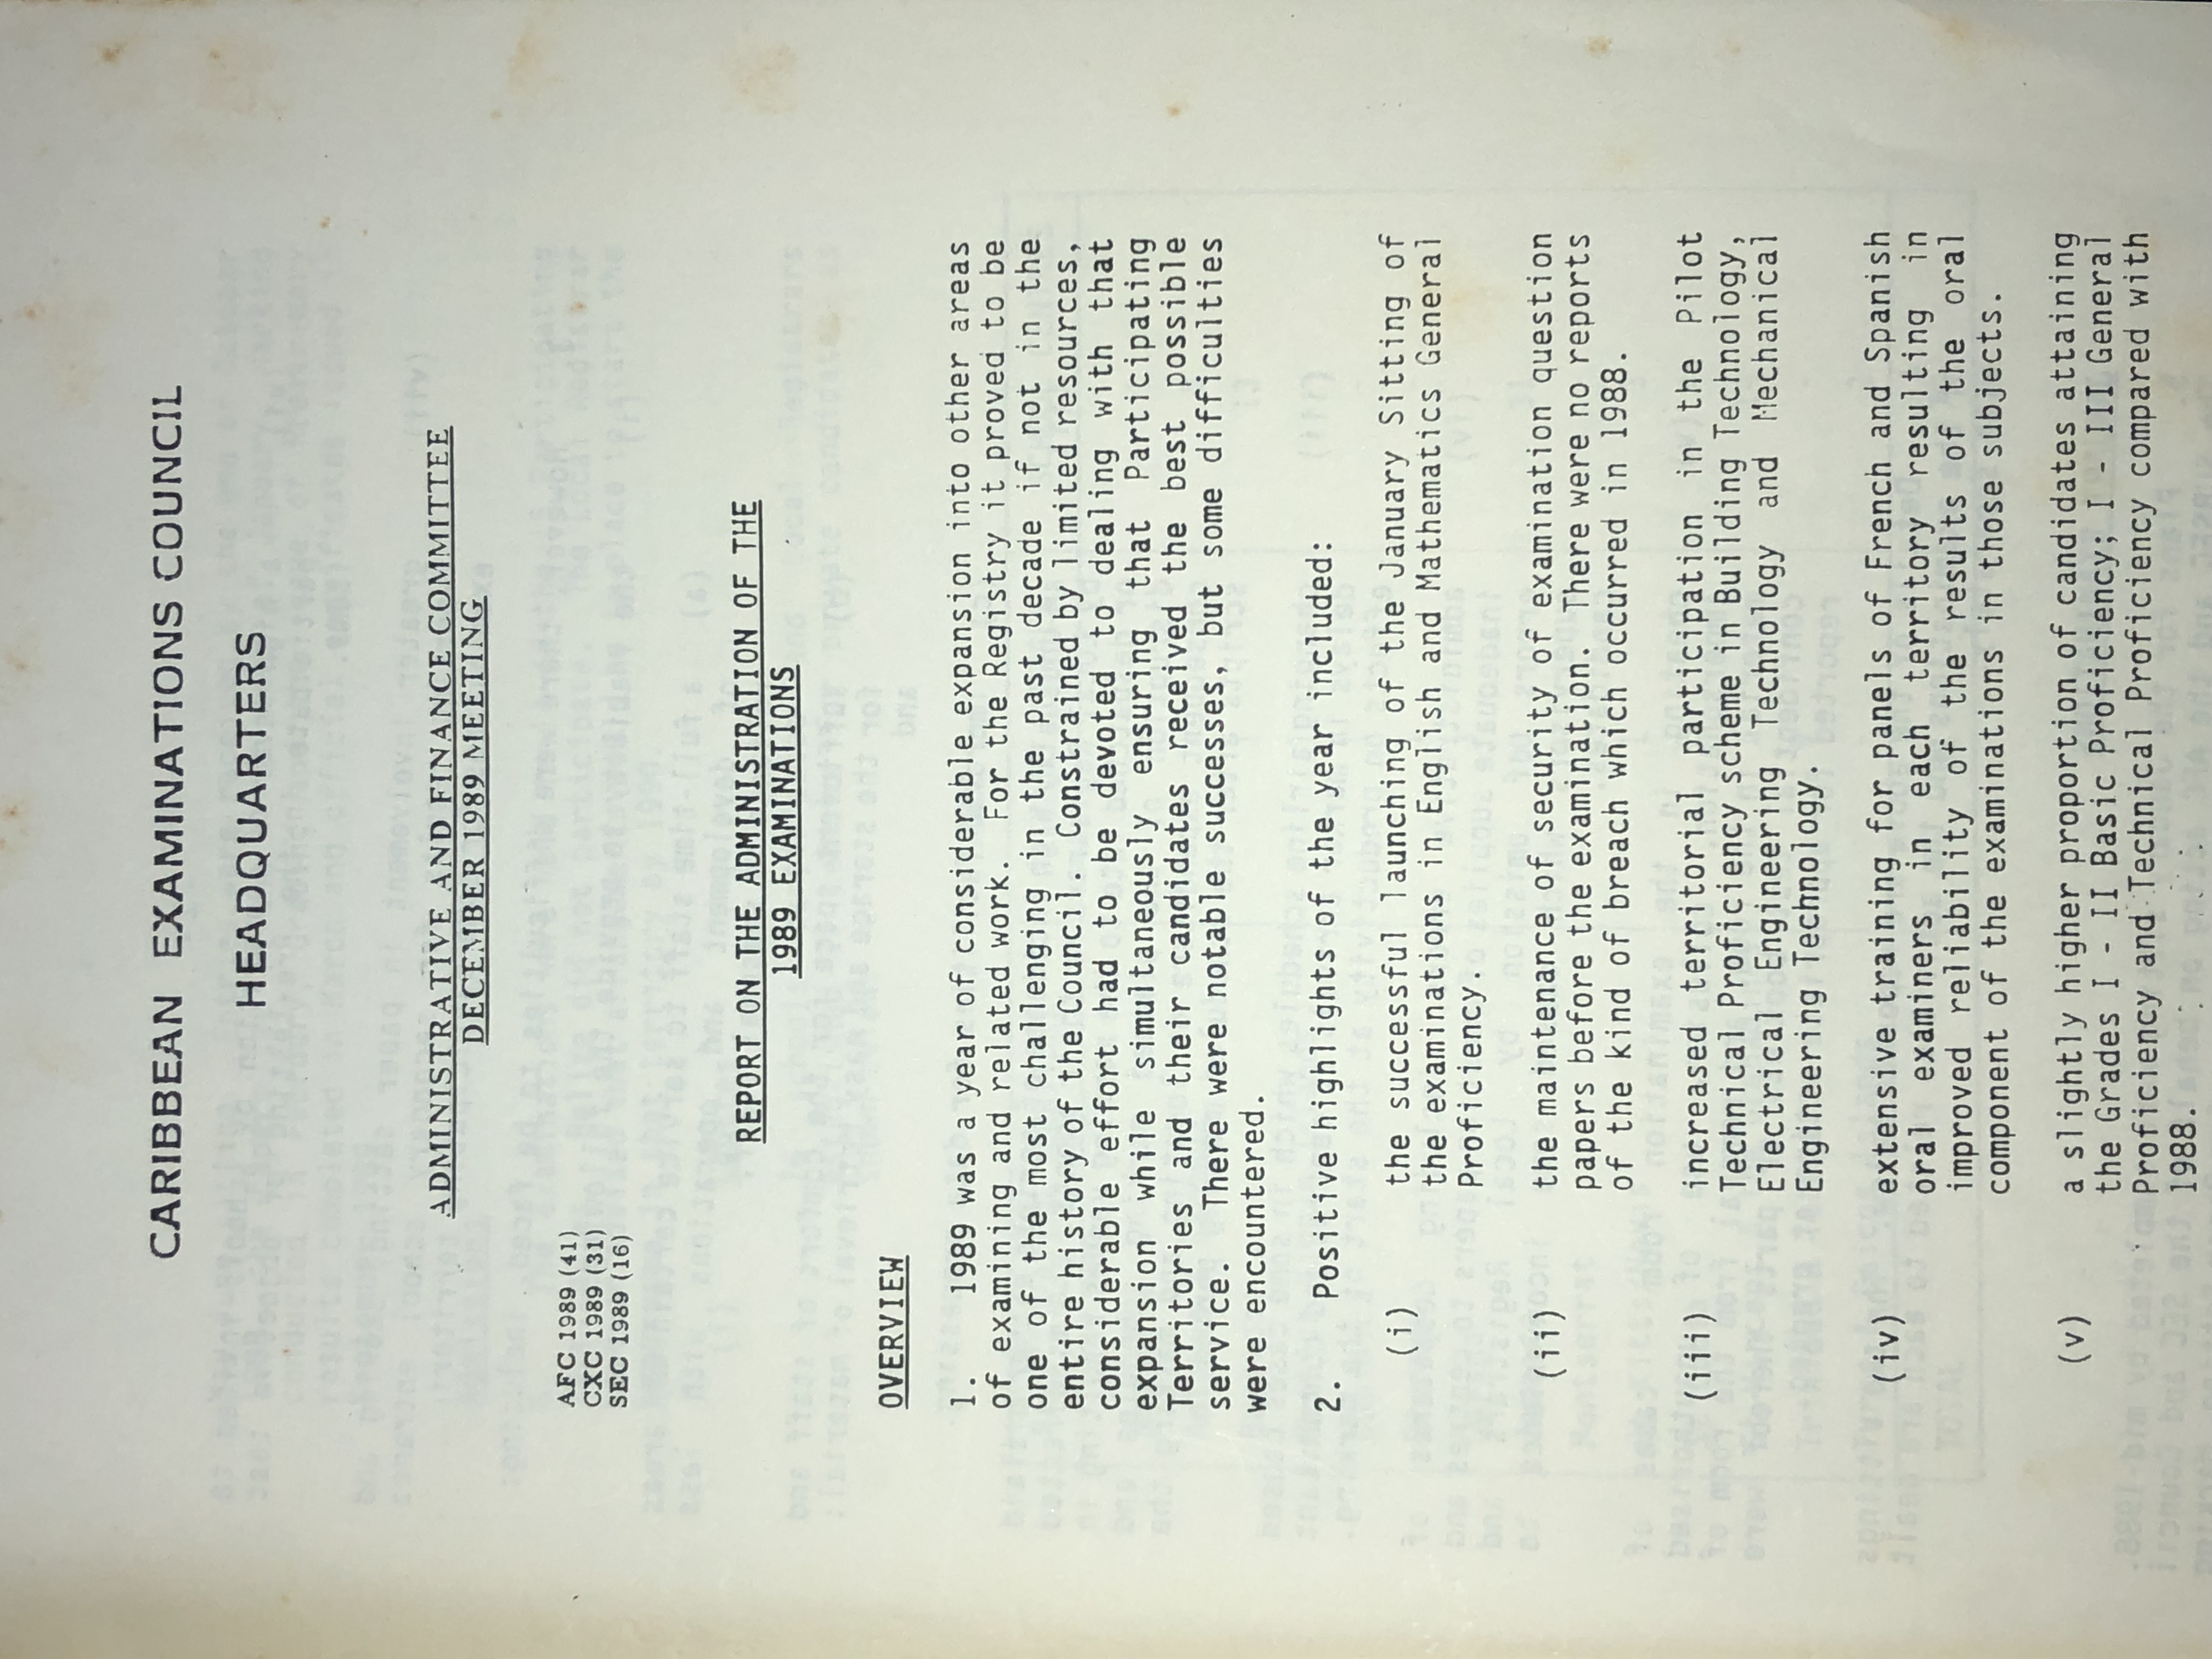 CARIBBEAN EXAMINATIONS COUNCIL
HEADQUARTERS
ADMINISTRATIVE AND FINANCE COMMITTEE
DECEMBER 1989 MEETING
AFC 1989 (41)
CXC 1989 (31)
SEC 1989 (16)
REPORT ON THE ADMINISTRATION OF THE
1989 EXAMINATIONS
OVERVIEW
1. 1989 was a year of considerable expansion into other areas
of examining and related work. For the Registry it proved to be
one of the most challenging in the past decade if not in the
entire history of the Council. Constrained by limited resources,
considerable effort had to be devoted to dealing with that
expansion while simultaneously ensuring that Participating
Territories and their candidates received the best possible
service. There were notable successes, but some difficulties
were encountered.
2. Positive highlights of the year included:
(i) the successful launching of the January Sitting of
the examinations in English and Mathematics General
Proficiency.
(ii) the maintenance of security of examination question
papers before the examination. There were no reports
of the kind of breach which occurred in 1988.
(iii) increased territorial participation in the Pilot
Technical Proficiency scheme in Building Technology,
Electrical Engineering Technology and Mechanical
Engineering Technology.
(iv) extensive training for panels of French and Spanish
oral examiners in each territory resulting in
improved reliability of the results of the oral
component of the examinations in those subjects.
(v) a slightly higher proportion of candidates attaining
the Grades I - II Basic Proficiency; I - III General
Proficiency and Technical Proficiency compared with
1988.